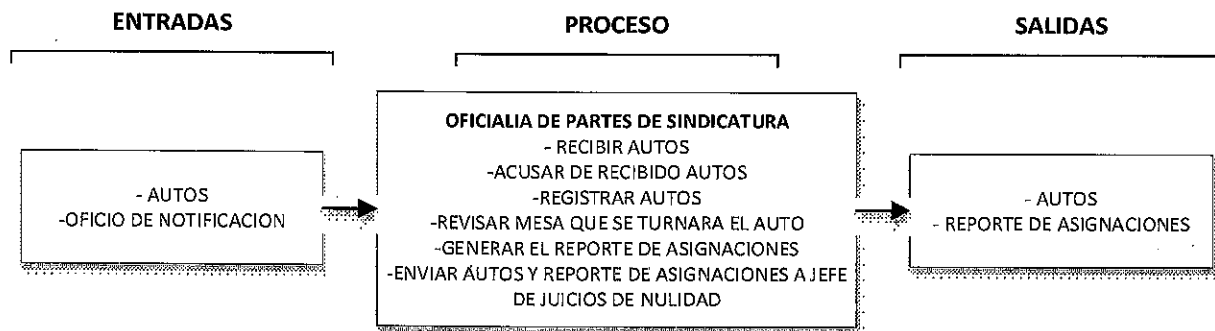 ENTRADAS
PROCESO
SALIDAS
- AUTOS
-OFICIO DE NOTIFICACION
OFICIALIA DE PARTES DE SINDICATURA
- RECIBIR AUTOS
-ACUSAR DE RECIBIDO AUTOS
-REGISTRAR AUTOS
-REVISAR MESA QUE SE TURNARA EL AUTO
-GENERAR EL REPORTE DE ASIGNACIONES
-ENVIAR AUTOS Y REPORTE DE ASIGNACIONES A JEFE
DE JUICIOS DE NULIDAD
- AUTOS
- REPORTE DE ASIGNACIONES